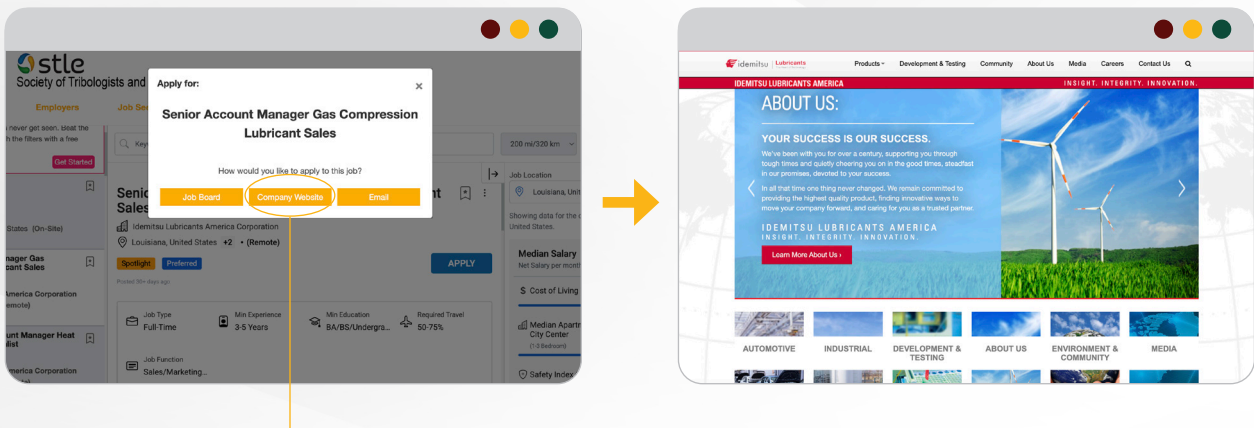 stle
Society of Tribologists and
Employers
Job Se
never get seen. Beat the
h the filters with a free
Get Started
States (On-Site)
nager Gas
cant Sales
America Corporation
emote)
unt Manager Heat
list
merica Corporation
Apply for:
×
Senior Account Manager Gas Compression
Lubricant Sales
How would you like to apply to this job?
Job Board
Company Website
Email
Key
200 mi/320 km
Senio
nt
Sales
Idemitsu Lubricants America Corporation
Louisiana, United States +2 • (Remote)
Spotlight
Preferred
APPLY
Posted 30+ days ago
Job Type
Full-Time
Min Experience
3-5 Years
Min Education
BA/BS/Undergra...
Required Travel
50-75%
Job Function
Sales/Marketing...
Job Location
Louisiana, Unit
Showing data for the c
United States.
Median Salary
Net Salary per month
$ Cost of Living
Median Apartm
City Center
(1-3 Bedroom)
Safety Index
idemitsu Lubricants
Products
Development & Testing
Community
About Us
Media
Careers
Contact Us
IDEMITSU LUBRICANTS AMERICA
INSIGHT. INTEGRITY. INNOVATION.
ABOUT US:
YOUR SUCCESS IS OUR SUCCESS.
We've been with you for over a century, supporting you through
tough times and quietly cheering you on in the good times, steadfast
in our promises, devoted to your success.
In all that time one thing never changed. We remain committed to
providing the highest quality product, finding innovative ways to
move your company forward, and caring for you as a trusted partner.
IDEMITSU LUBRICANTS AMERICA
INSIGHT. INTEGRITY. INNOVATION.
Learn More About Us ›
AUTOMOTIVE
INDUSTRIAL
DEVELOPMENT &
TESTING
ABOUT US
ENVIRONMENT &
COMMUNITY
MEDIA